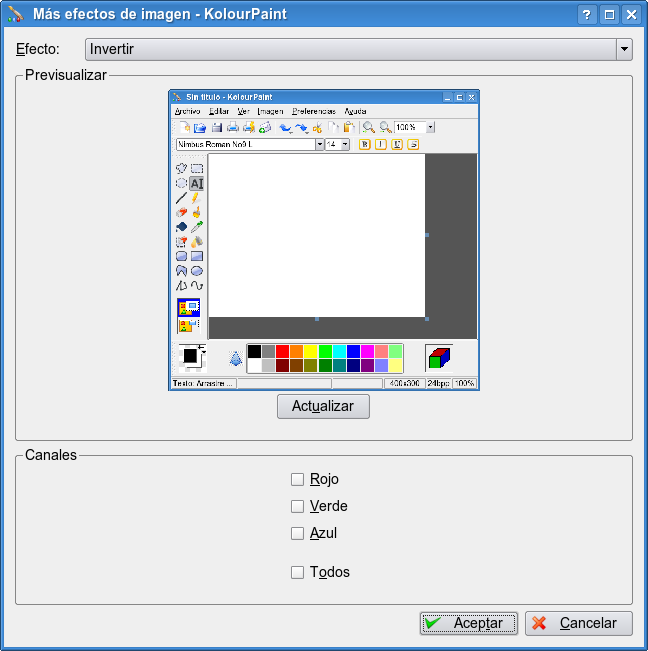 Más efectos de imagen - KolourPaint
Efecto: Invertir
Previsualizar
Sin título - KolourPaint
Archivo Editar Ver Imagen Preferencias Ayuda
100%
Nimbus Roman No9 L 14 B I U S
AI
Texto: Arrastre ... 400x300 24bpp 100%
Actualizar
Canales
Rojo
Verde
Azul
Todos
Aceptar Cancelar